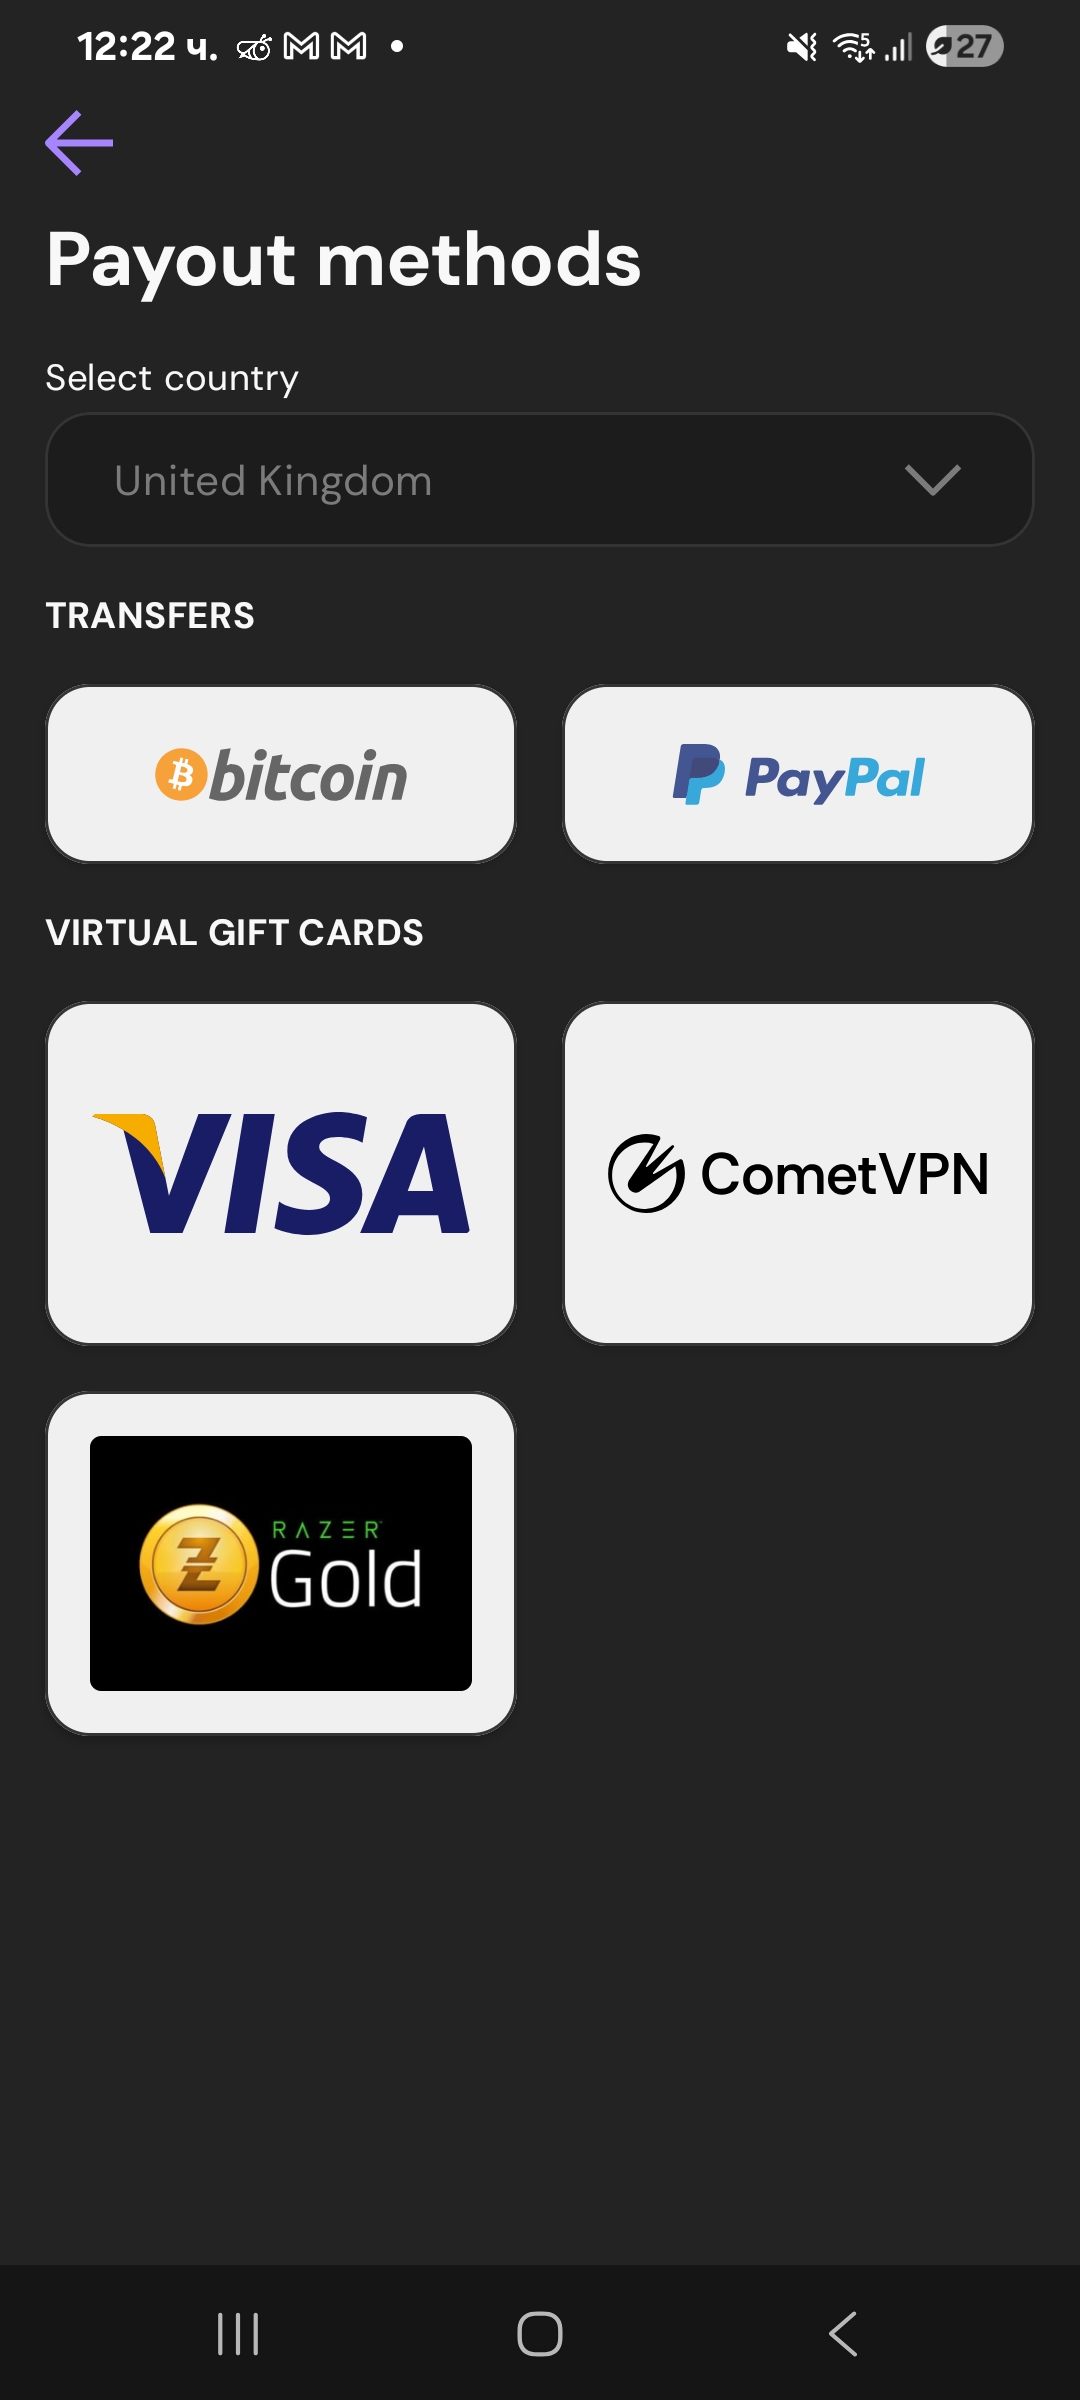 12:22 ч.
5
27
Payout methods
Select country
United Kingdom
TRANSFERS
bitcoin
PayPal
VIRTUAL GIFT CARDS
VISA
CometVPN
RAZER
Gold